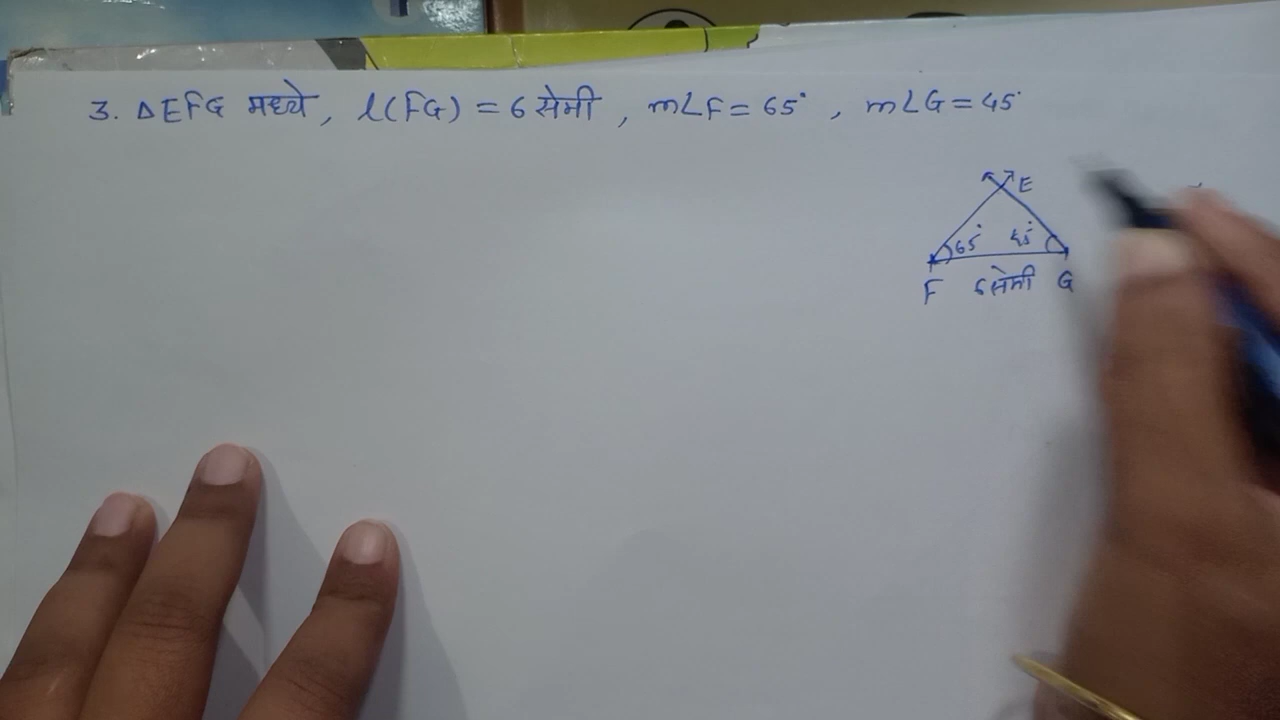 3. ΔEFG मध्ये, l(FG) = 6 सेमी, m∠F = 65°, m∠G = 45°
E
65° 45°
F 6 सेमी G